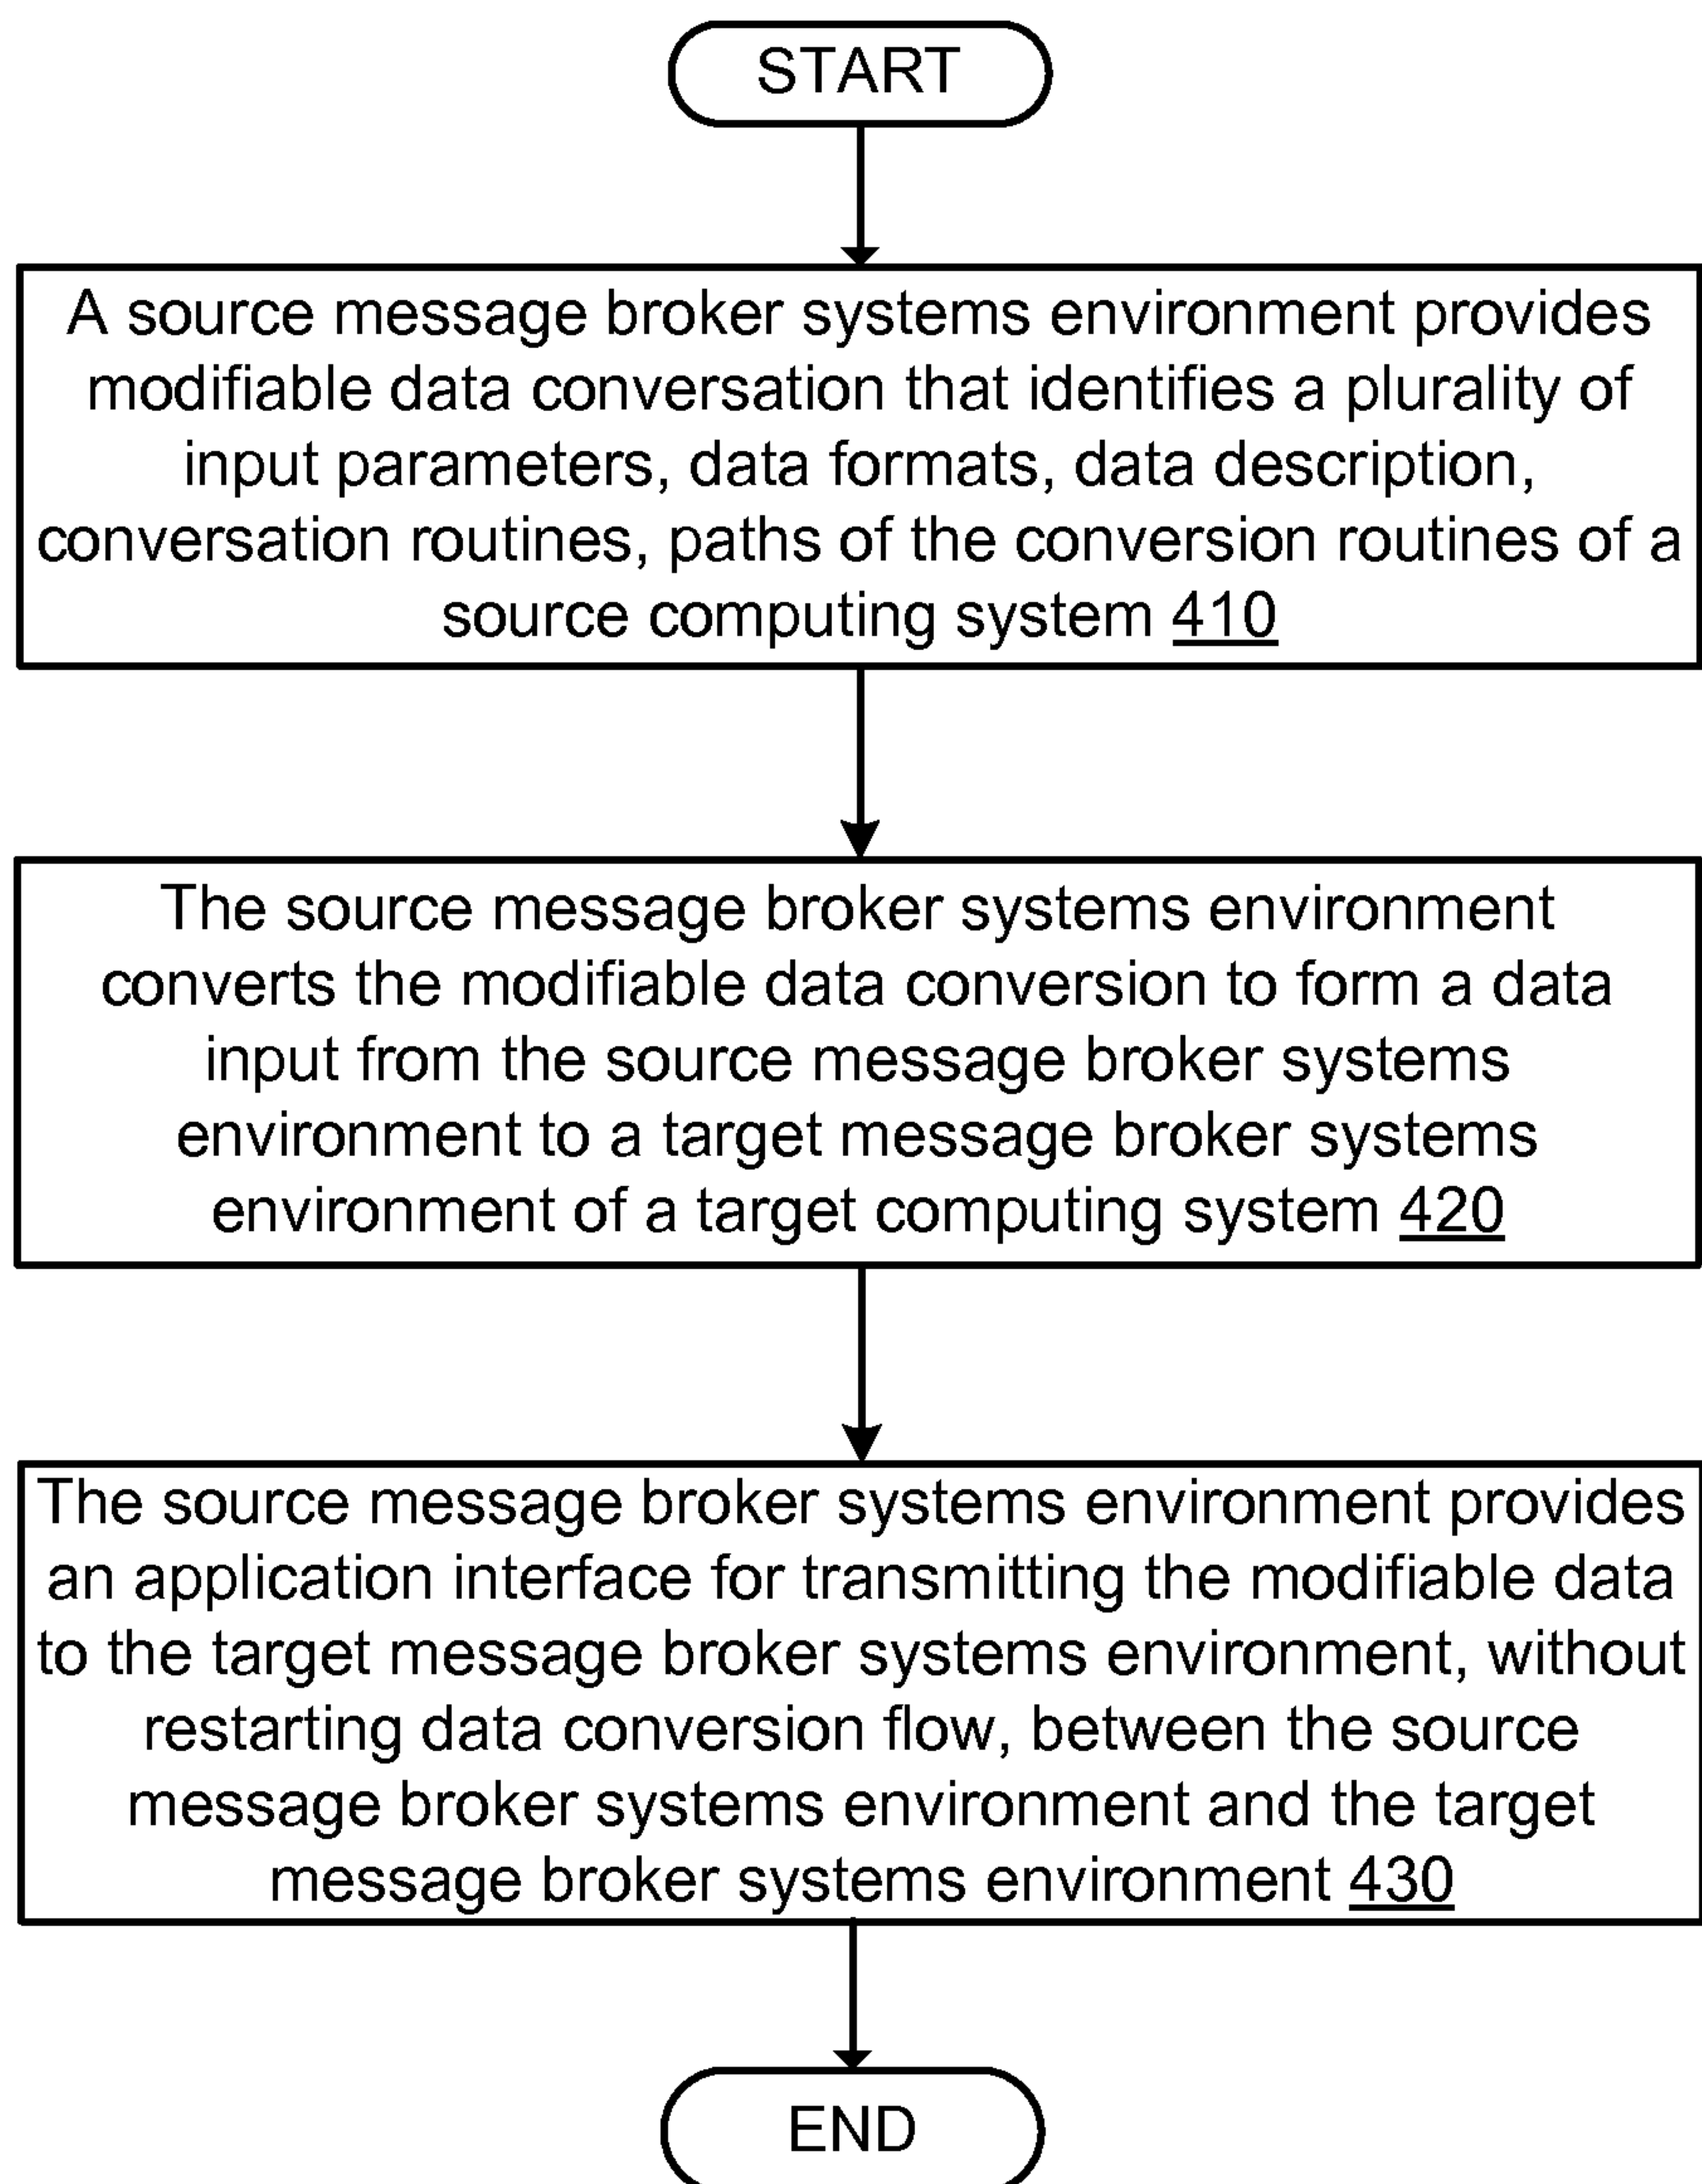 START
A source message broker systems environment provides
modifiable data conversation that identifies a plurality of
input parameters, data formats, data description,
conversation routines, paths of the conversion routines of a
source computing system 410
The source message broker systems environment
converts the modifiable data conversion to form a data
input from the source message broker systems
environment to a target message broker systems
environment of a target computing system 420
The source message broker systems environment provides
an application interface for transmitting the modifiable data
to the target message broker systems environment, without
restarting data conversion flow, between the source
message broker systems environment and the target
message broker systems environment 430
END